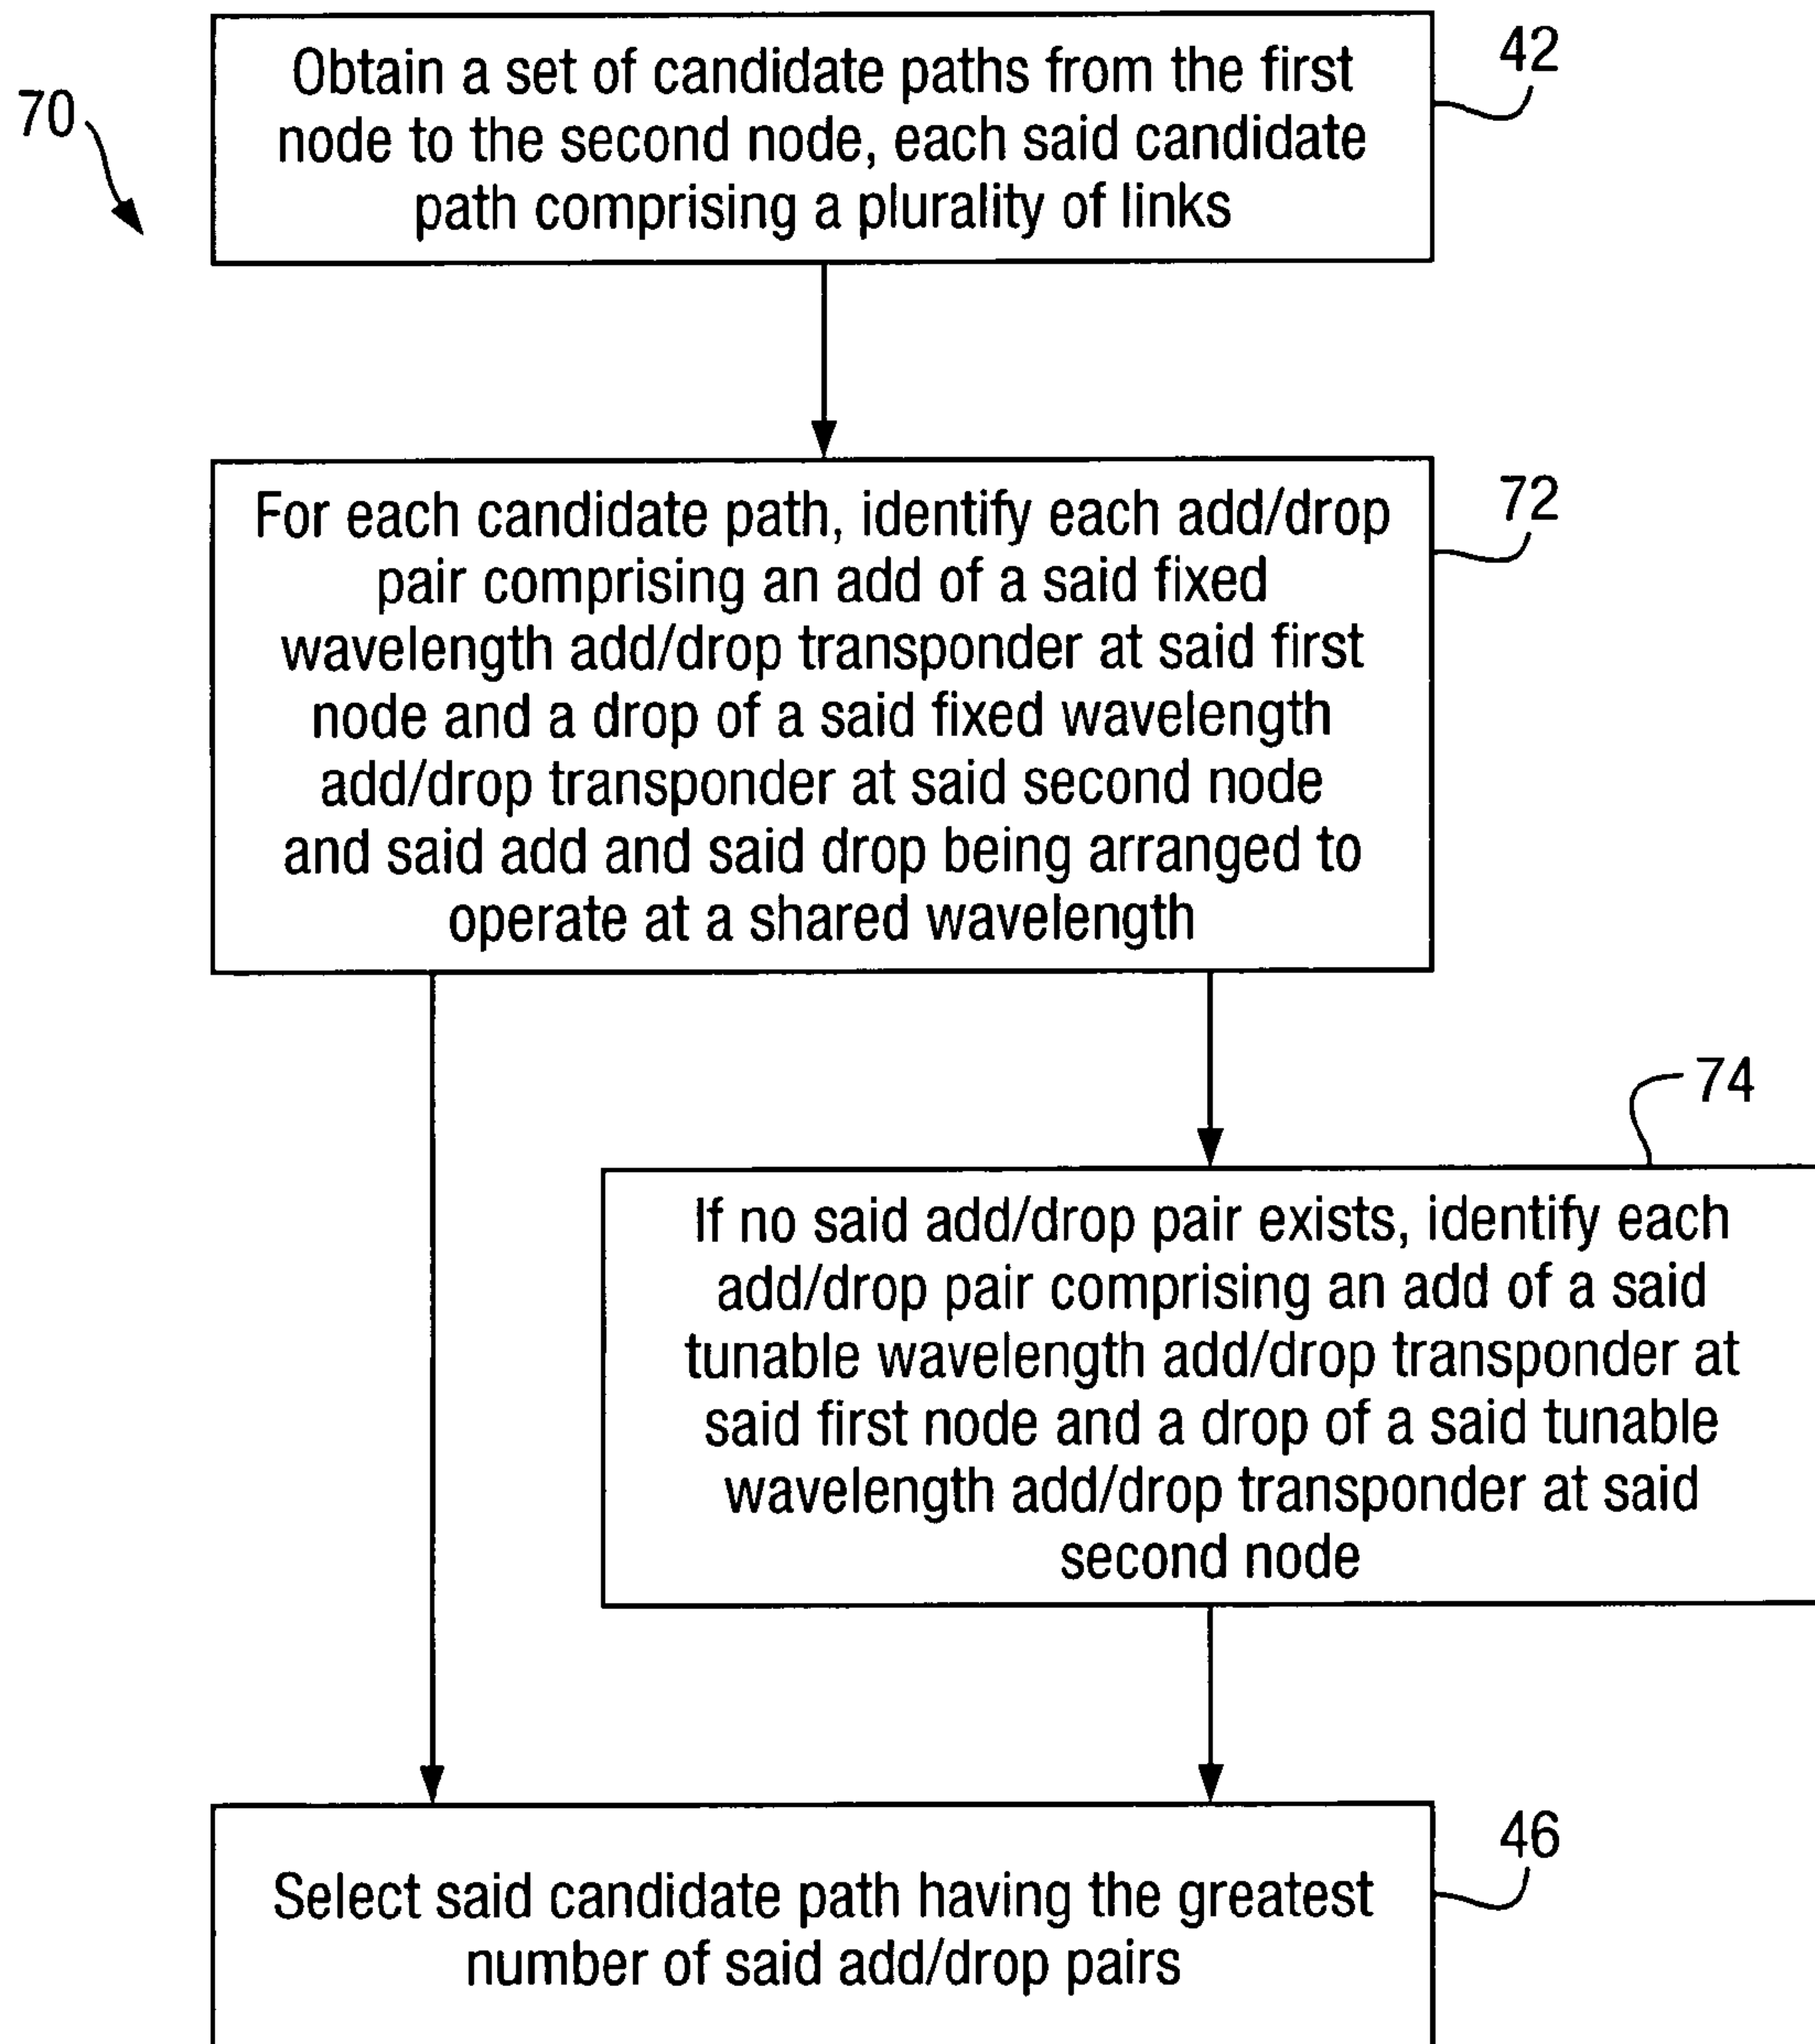 70
Obtain a set of candidate paths from the first
node to the second node, each said candidate
path comprising a plurality of links
42
For each candidate path, identify each add/drop
pair comprising an add of a said fixed
wavelength add/drop transponder at said first
node and a drop of a said fixed wavelength
add/drop transponder at said second node
and said add and said drop being arranged to
operate at a shared wavelength
72
74
If no said add/drop pair exists, identify each
add/drop pair comprising an add of a said
tunable wavelength add/drop transponder at
said first node and a drop of a said tunable
wavelength add/drop transponder at said
second node
Select said candidate path having the greatest
number of said add/drop pairs
46